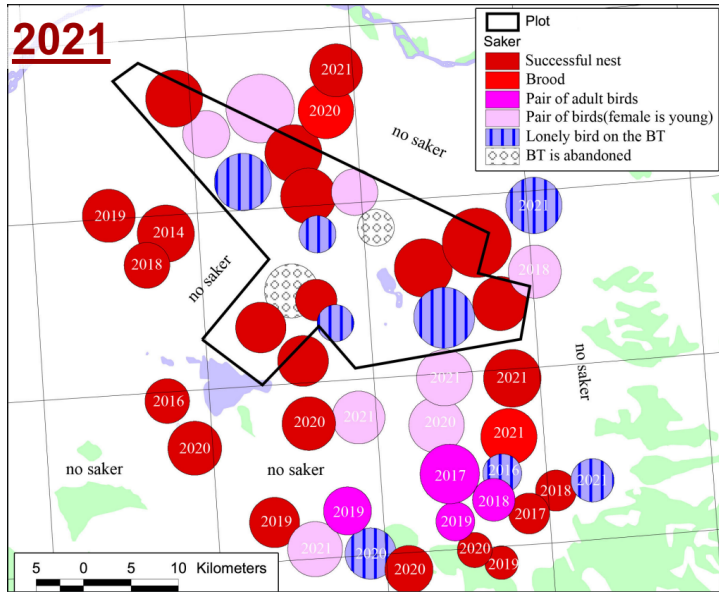 2021
Plot
Saker
Successful nest
Brood
Pair of adult birds
Pair of birds(female is young)
Lonely bird on the BT
BT is abandoned
2021
2020
no saker
2019
2014
2018
no saker
2021
2018
no saker
2016
2020
2020
2021
2021
2020
2021
2021
no saker
no saker
2017
2016
2018
2021
2018
2017
2019
2019
2019
2021
2020
2020
2019
5 0 5 10 Kilometers